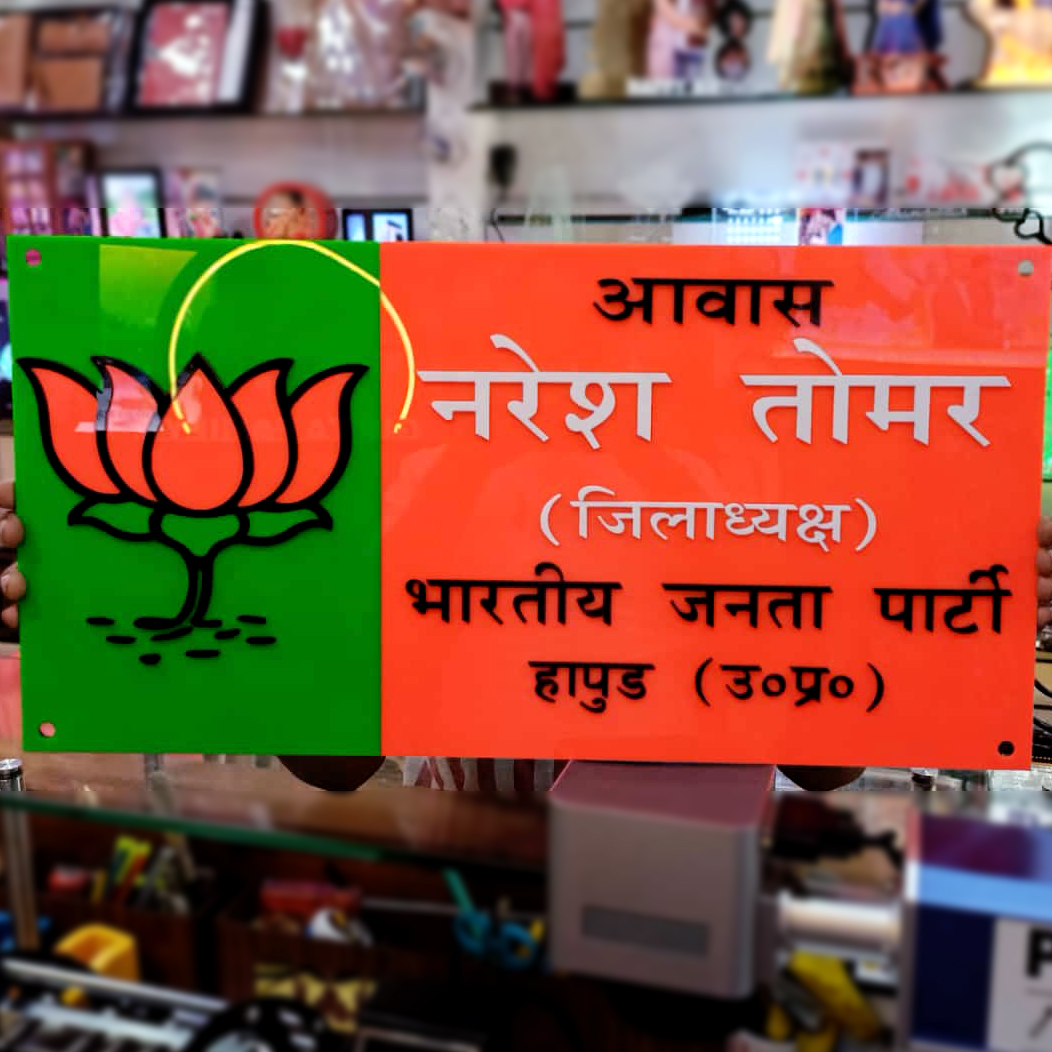 आवास
नरेश तोमर
(जिलाध्यक्ष)
भारतीय जनता पार्टी
हापुड (उ०प्र०)